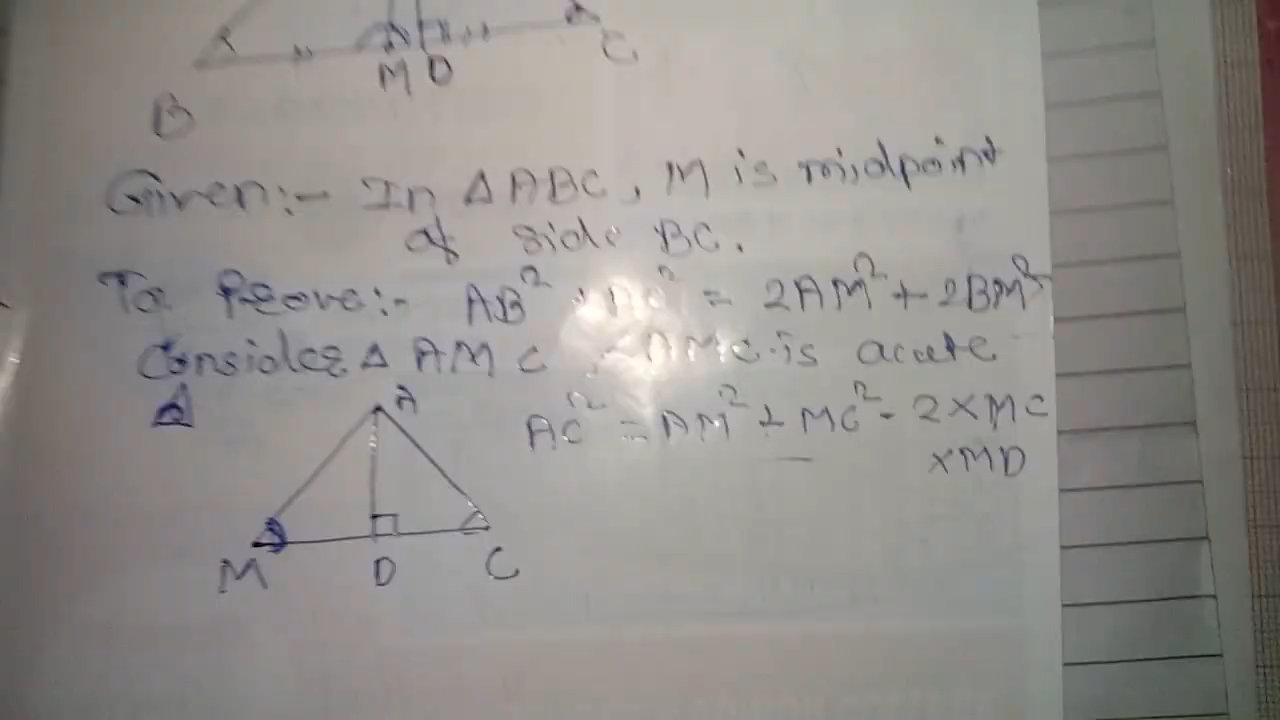 M D C
B
Given:- In △ABC, M is midpoint
of side BC.
To Prove:- AB² + AC² = 2AM² + 2BM²
Consider △ AMC, AMC is acute
A AC² = AM² + MC² - 2×MC
×MD
M D C